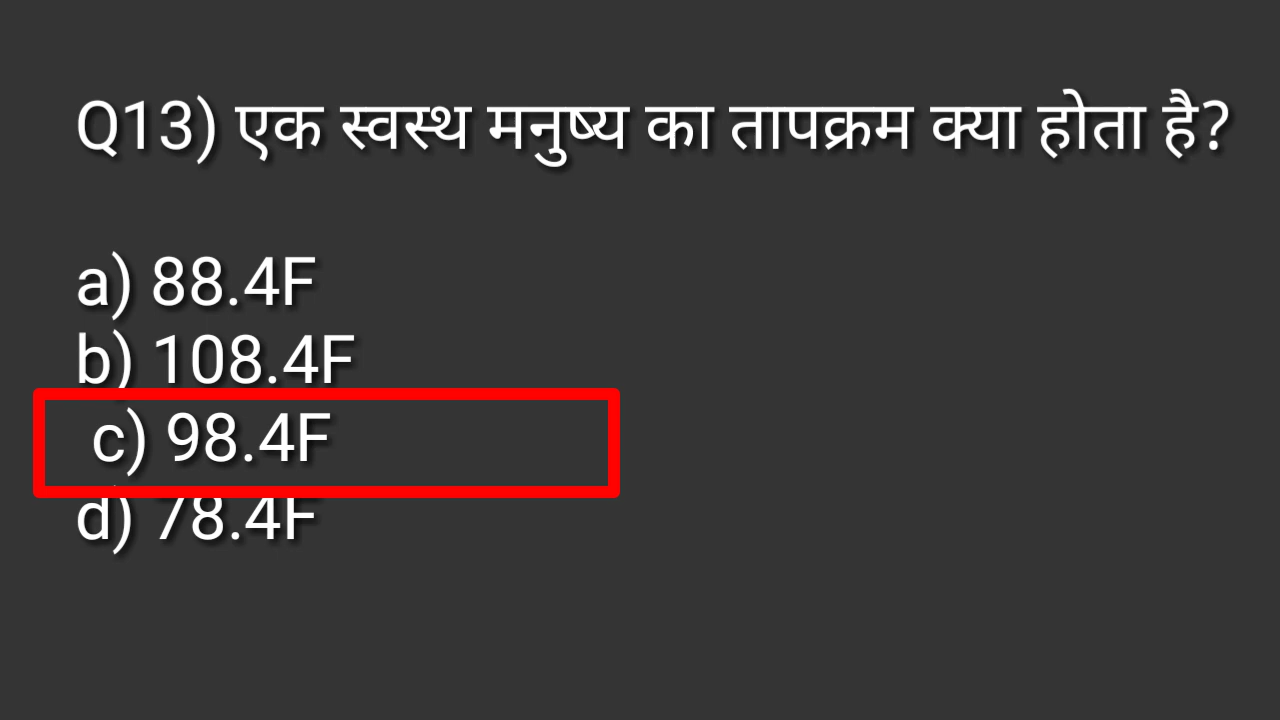 Q13) एक स्वस्थ मनुष्य का तापक्रम क्या होता है?
a) 88.4F
b) 108.4F
c) 98.4F
d) 78.4F